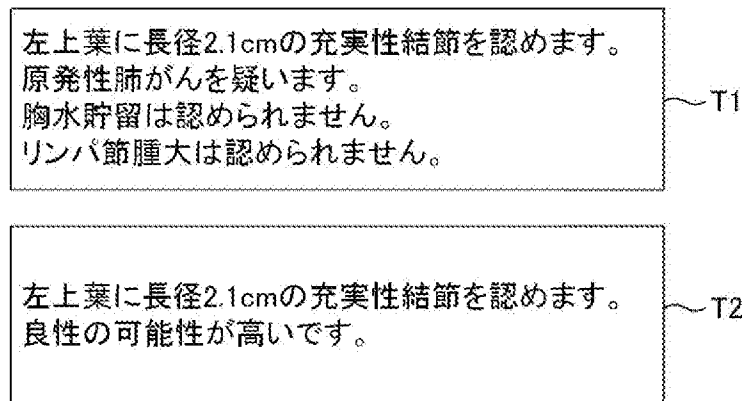 左上葉に長径2.1cmの充実性結節を認めます。
原発性肺がんを疑います。
胸水貯留は認められません。
リンパ節腫大は認められません。
T1
左上葉に長径2.1cmの充実性結節を認めます。
良性の可能性が高いです。
T2